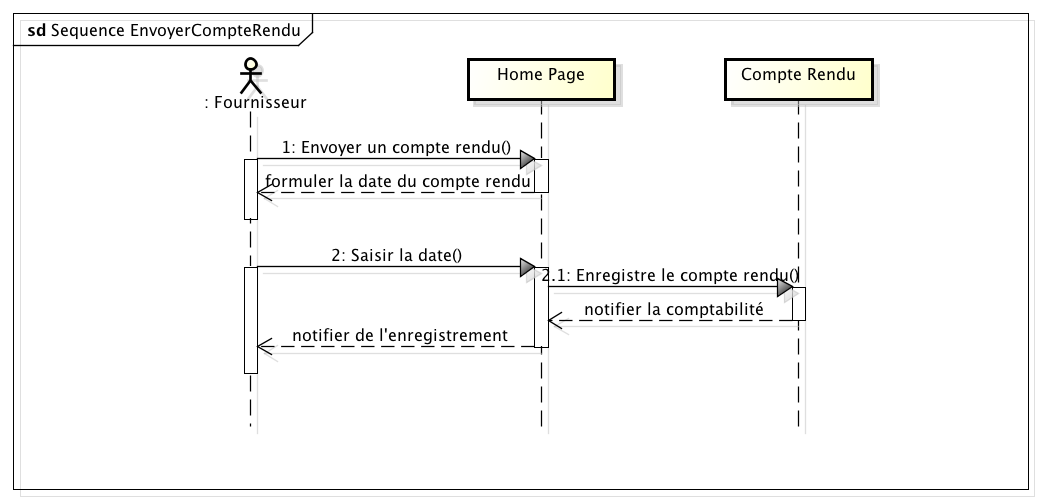 sd Sequence EnvoyerCompteRendu
: Fournisseur
Home Page
Compte Rendu
1: Envoyer un compte rendu()
formuler la date du compte rendu
2: Saisir la date()
2.1: Enregistre le compte rendu()
notifier la comptabilité
notifier de l'enregistrement